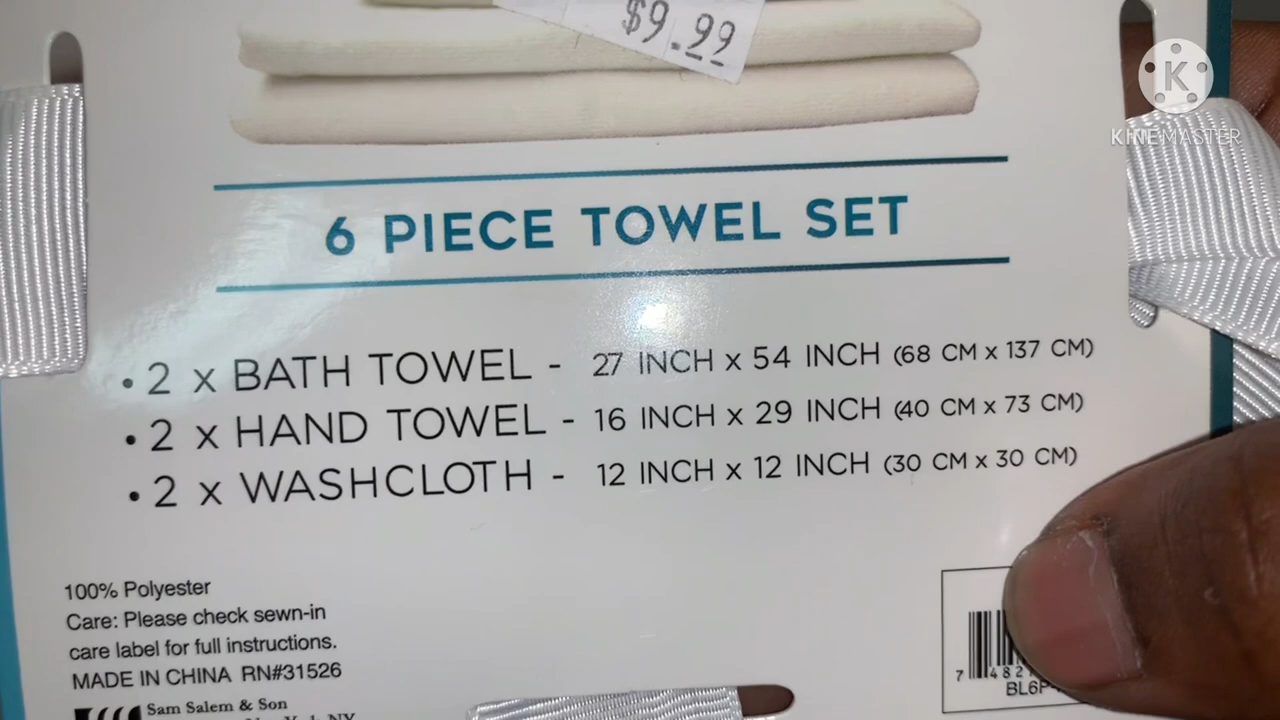 $9.99
K
KINEMASTER
6 PIECE TOWEL SET
• 2 x BATH TOWEL - 27 INCH x 54 INCH (68 CM x 137 CM)
• 2 x HAND TOWEL - 16 INCH x 29 INCH (40 CM x 73 CM)
• 2 x WASHCLOTH - 12 INCH x 12 INCH (30 CM x 30 CM)
100% Polyester
Care: Please check sewn-in
care label for full instructions.
MADE IN CHINA RN#31526
Sam Salem & Son
7 482
BL6P